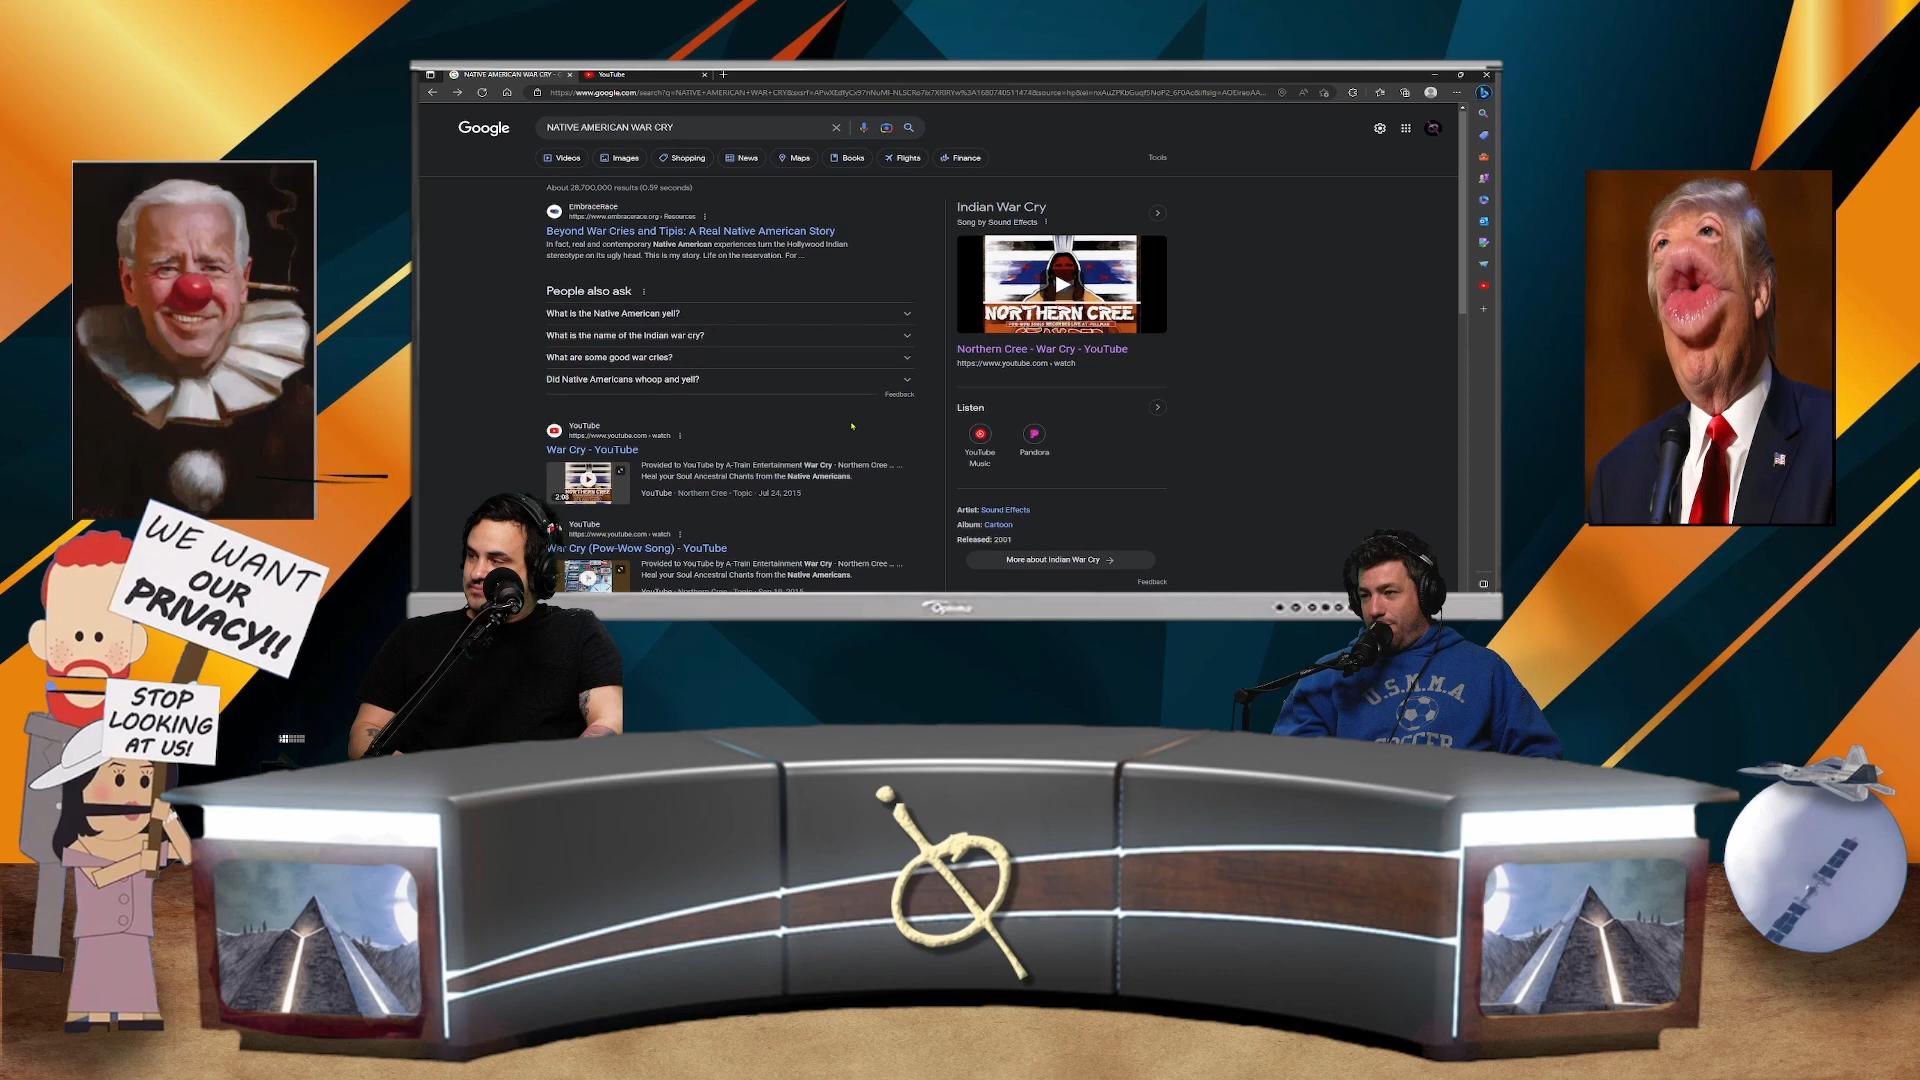 NATIVE AMERICAN WAR CRY - G
YouTube
Google
NATIVE AMERICAN WAR CRY
Videos
Images
Shopping
News
Maps
Books
Flights
Finance
Tools
About 28,700,000 results (0.59 seconds)
EmbraceRace
https://www.embracerace.org › Resources
Beyond War Cries and Tipis: A Real Native American Story
In fact, real and contemporary Native American experiences turn the Hollywood Indian
stereotype on its ugly head. This is my story. Life on the reservation. For ...
People also ask
What is the Native American yell?
What is the name of the Indian war cry?
What are some good war cries?
Did Native Americans whoop and yell?
Feedback
YouTube
https://www.youtube.com › watch
War Cry - YouTube
Provided to YouTube by A-Train Entertainment War Cry · Northern Cree ... ...
Heal your Soul Ancestral Chants from the Native Americans.
YouTube · Northern Cree - Topic · Jul 24, 2015
2:08
YouTube
https://www.youtube.com › watch
War Cry (Pow-Wow Song) - YouTube
Provided to YouTube by A-Train Entertainment War Cry · Northern Cree ... ...
Heal your Soul Ancestral Chants from the Native Americans.
Indian War Cry
Song by Sound Effects
NORTHERN CREE
Northern Cree - War Cry - YouTube
https://www.youtube.com › watch
Listen
YouTube
Music
Pandora
Artist: Sound Effects
Album: Cartoon
Released: 2001
More about Indian War Cry
Feedback
Optoma
WE WANT
OUR
PRIVACY!!
STOP
LOOKING
AT US!
U.S.M.M.A.
SOCCER